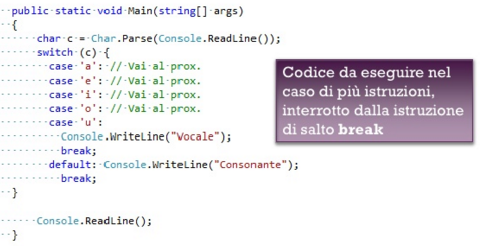 public static void Main(string[] args)
{
char c = Char.Parse(Console.ReadLine());
switch (c) {
case 'a': // Vai al prox.
case 'e': // Vai al prox.
case 'i': // Vai al prox.
case 'o': // Vai al prox.
case 'u':
Console.WriteLine("Vocale");
break;
default: Console.WriteLine("Consonante");
break;
}
Console.ReadLine();
}
Codice da eseguire nel
caso di più istruzioni,
interrotto dalla istruzione
di salto break